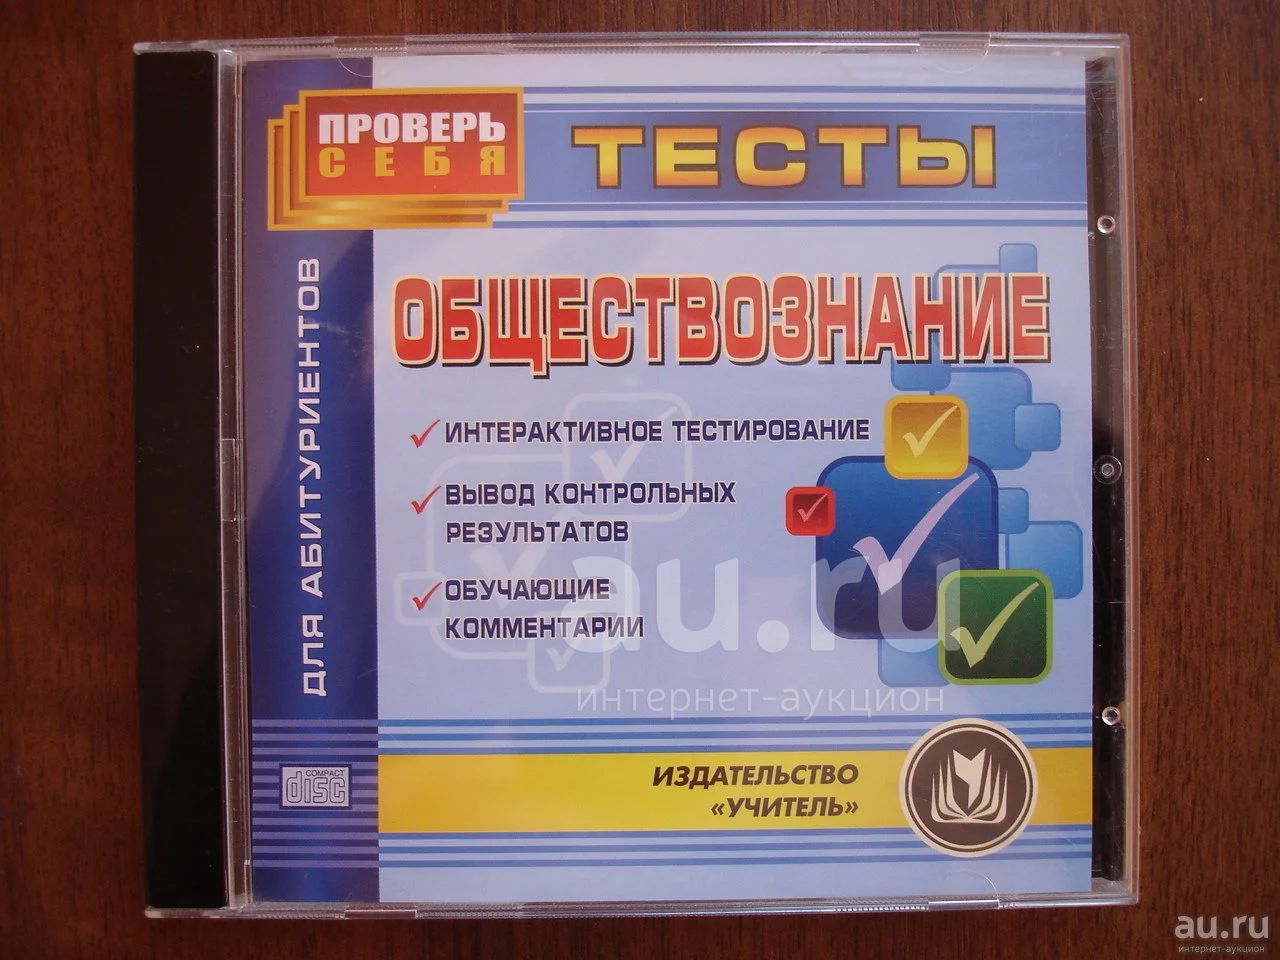 ПРОВЕРЬ
СЕБЯ
ТЕСТЫ
ДЛЯ АБИТУРИЕНТОВ
ОБЩЕСТВОЗНАНИЕ
ИНТЕРАКТИВНОЕ ТЕСТИРОВАНИЕ
ВЫВОД КОНТРОЛЬНЫХ
РЕЗУЛЬТАТОВ
ОБУЧАЮЩИЕ
КОММЕНТАРИИ
au.ru
интернет-аукцион
COMPACT
disc
ИЗДАТЕЛЬСТВО
«УЧИТЕЛЬ»
au.ru
интернет-аукцион